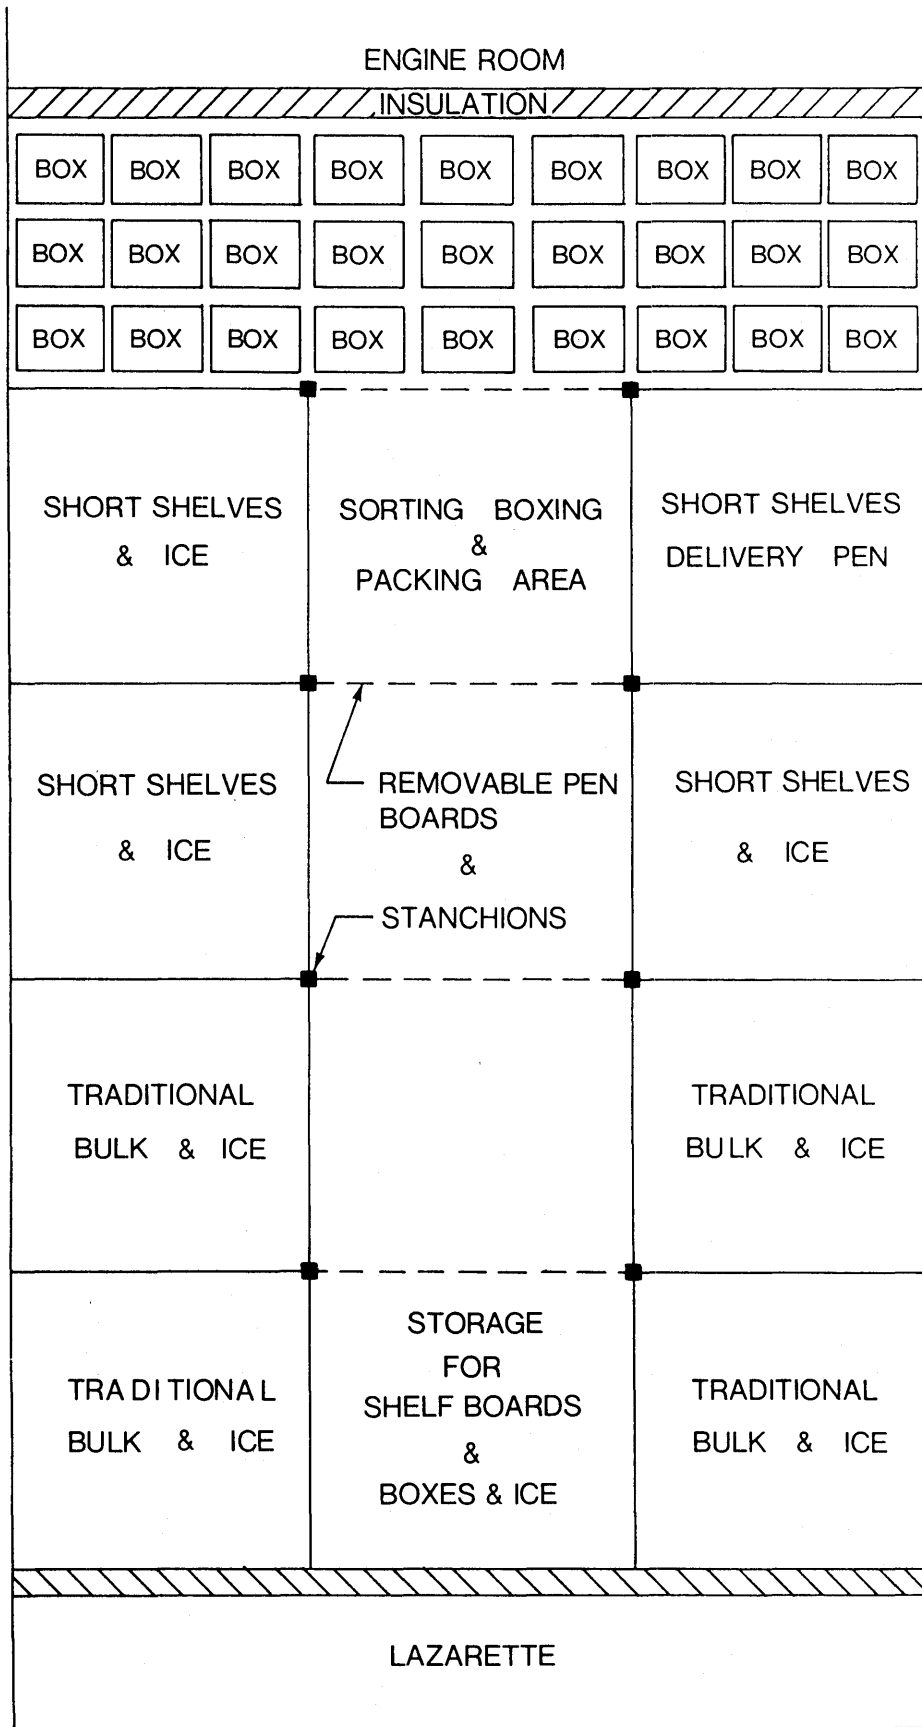 ENGINE ROOM
INSULATION
BOX BOX BOX BOX BOX BOX BOX BOX BOX
BOX BOX BOX BOX BOX BOX BOX BOX BOX
BOX BOX BOX BOX BOX BOX BOX BOX BOX
SHORT SHELVES
& ICE
SORTING BOXING
&
PACKING AREA
SHORT SHELVES
DELIVERY PEN
SHORT SHELVES
& ICE
REMOVABLE PEN
BOARDS
&
STANCHIONS
SHORT SHELVES
& ICE
TRADITIONAL
BULK & ICE
TRADITIONAL
BULK & ICE
TRADITIONAL
BULK & ICE
STORAGE
FOR
SHELF BOARDS
&
BOXES & ICE
TRADITIONAL
BULK & ICE
LAZARETTE